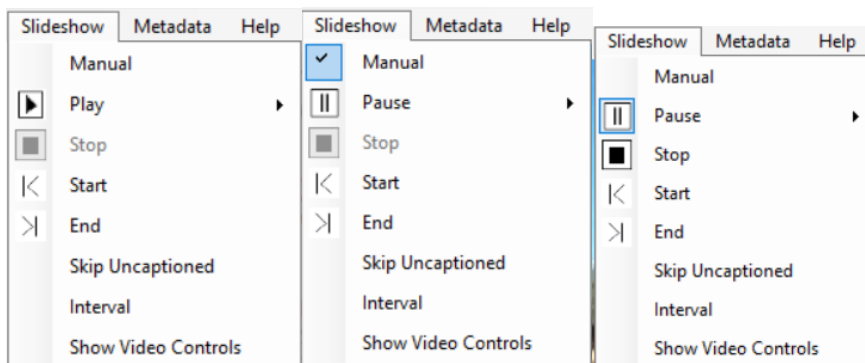 Slideshow Metadata Help
Manual
Play
Stop
Start
End
Skip Uncaptioned
Interval
Show Video Controls
Slideshow Metadata Help
Manual
Pause
Stop
Start
End
Skip Uncaptioned
Interval
Show Video Controls
Slideshow Metadata Help
Manual
Pause
Stop
Start
End
Skip Uncaptioned
Interval
Show Video Controls